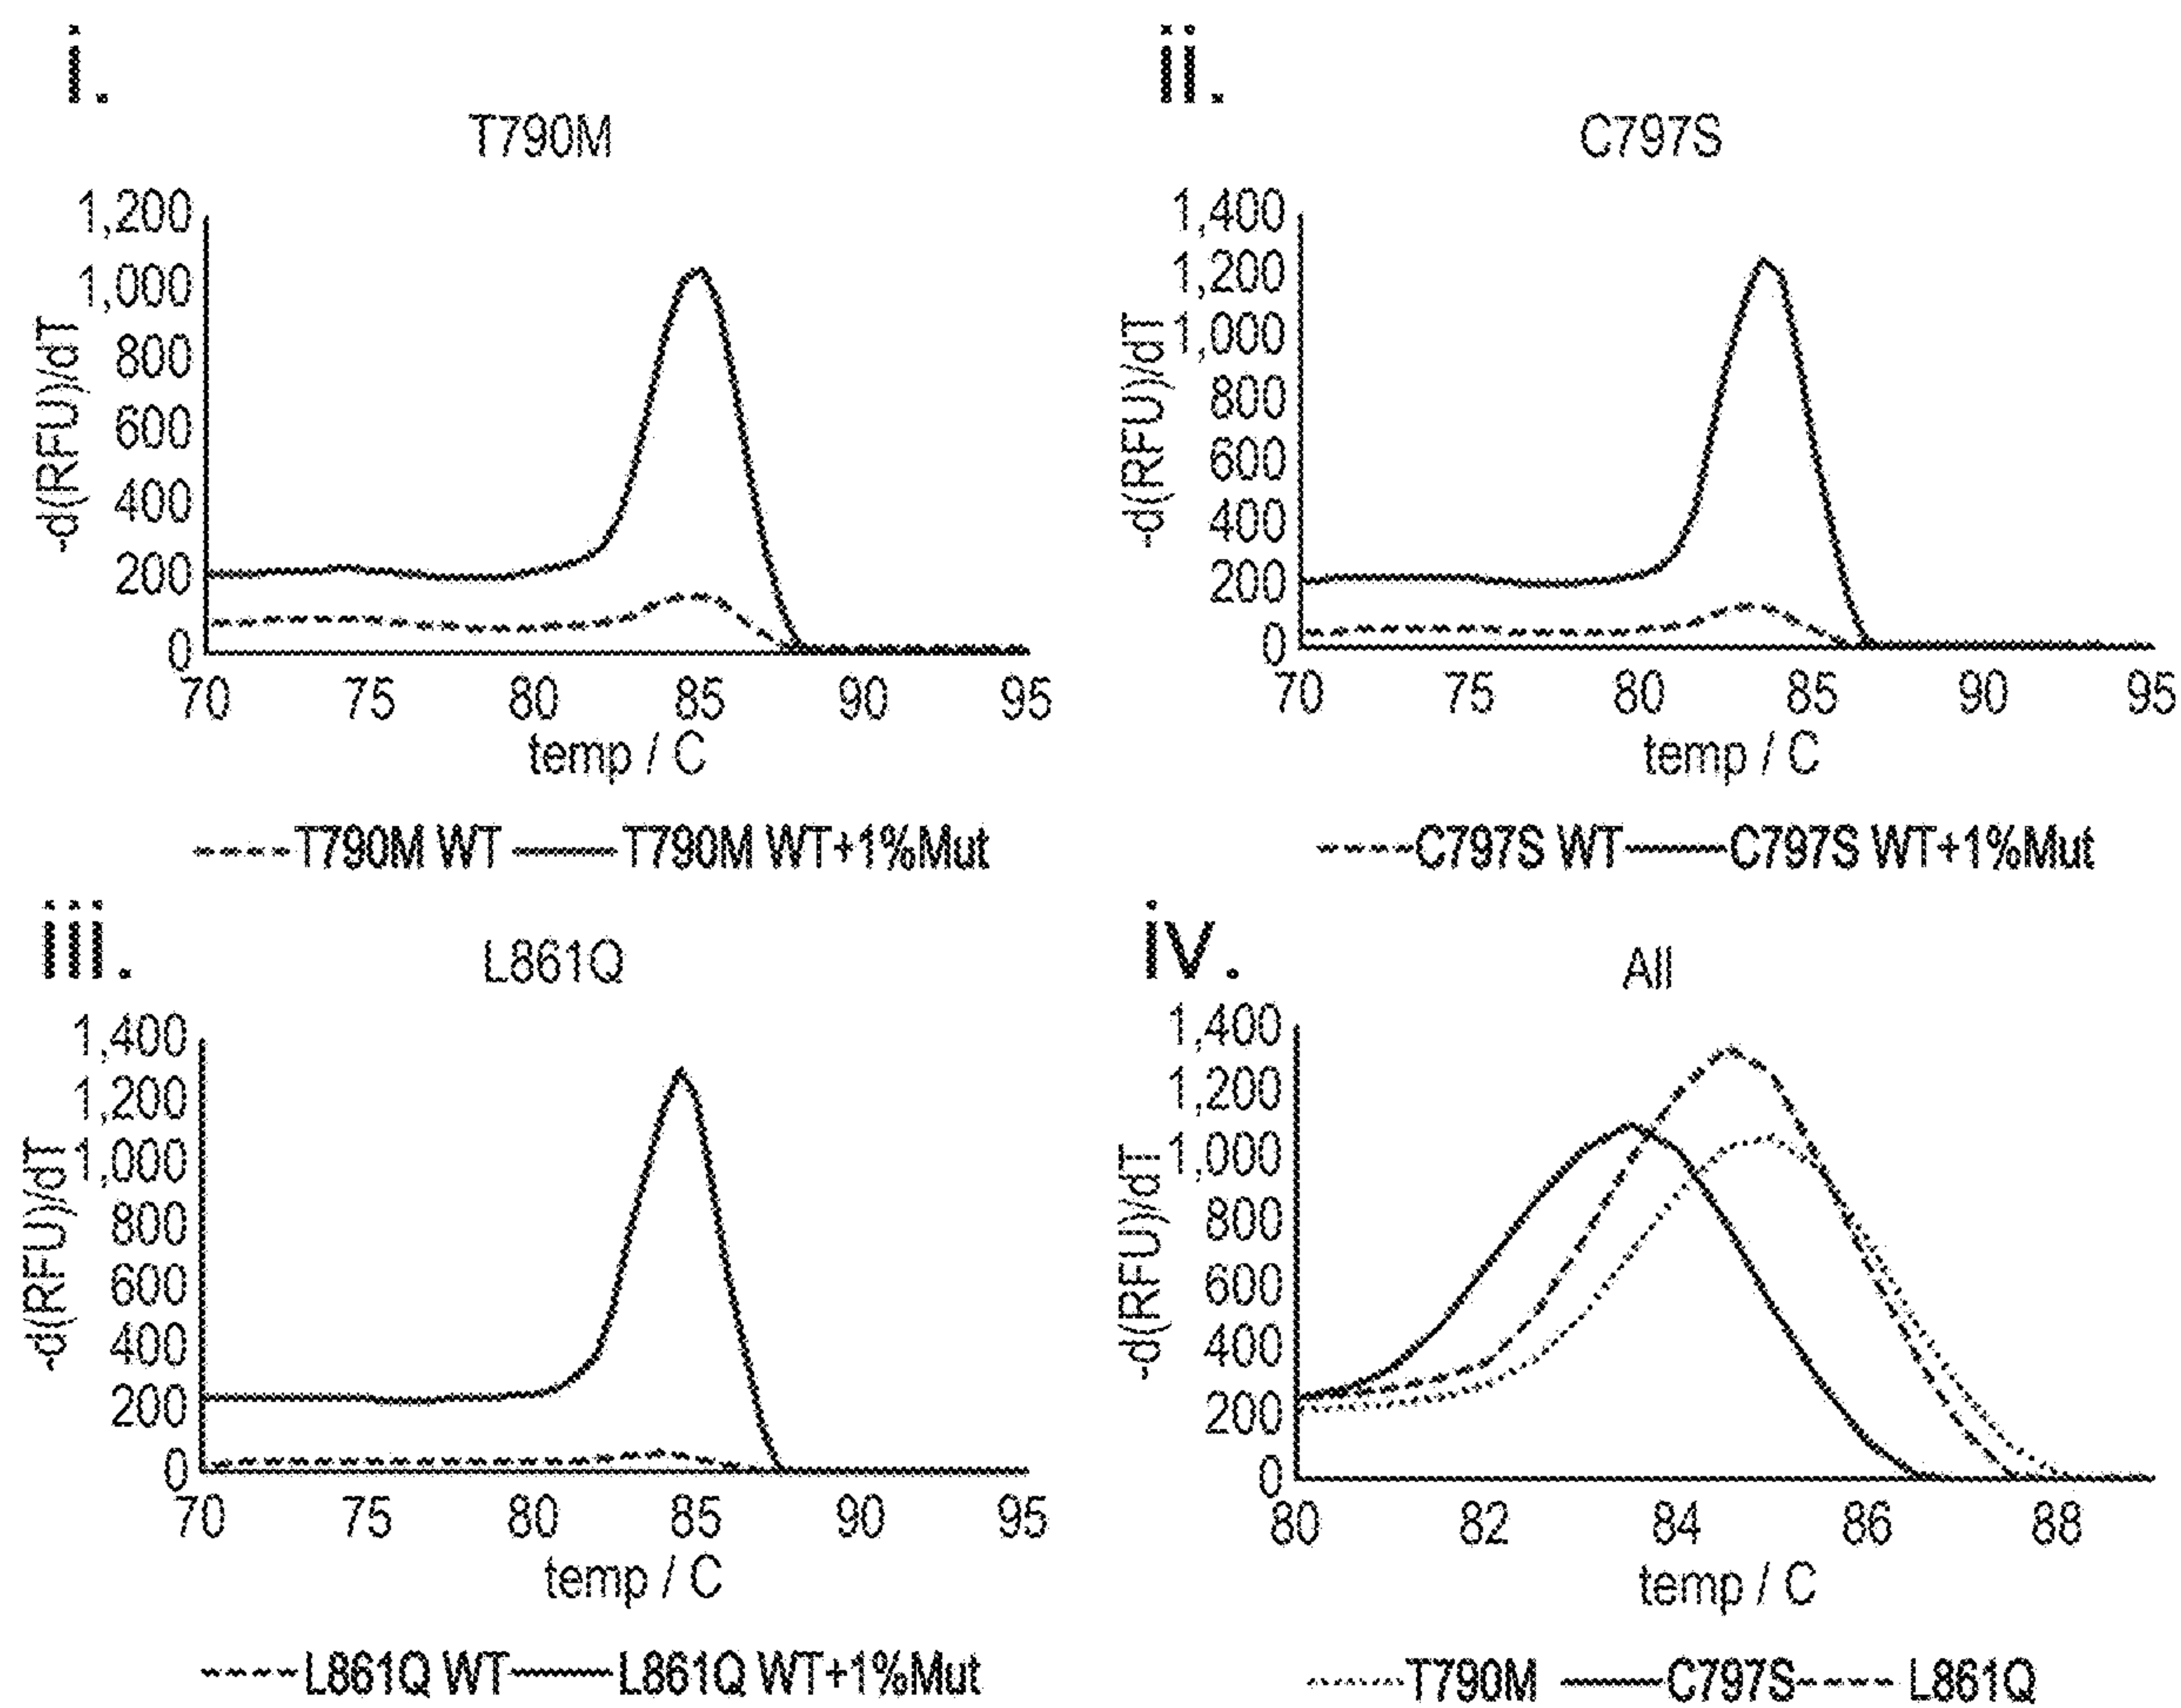 i.
T790M
1,200
1,000
800
600
400
200
0
-d(RFU)/dT
70 75 80 85 90 95
temp / C
T790M WT T790M WT+1%Mut
ii.
C797S
1,400
1,200
1,000
800
600
400
200
0
-d(RFU)/dT
70 75 80 85 90 95
temp / C
C797S WT C797S WT+1%Mut
iii.
L861Q
1,400
1,200
1,000
800
600
400
200
0
-d(RFU)/dT
70 75 80 85 90 95
temp / C
L861Q WT L861Q WT+1%Mut
iv.
All
1,400
1,200
1,000
800
600
400
200
0
-d(RFU)/dT
80 82 84 86 88
temp / C
T790M C797S L861Q